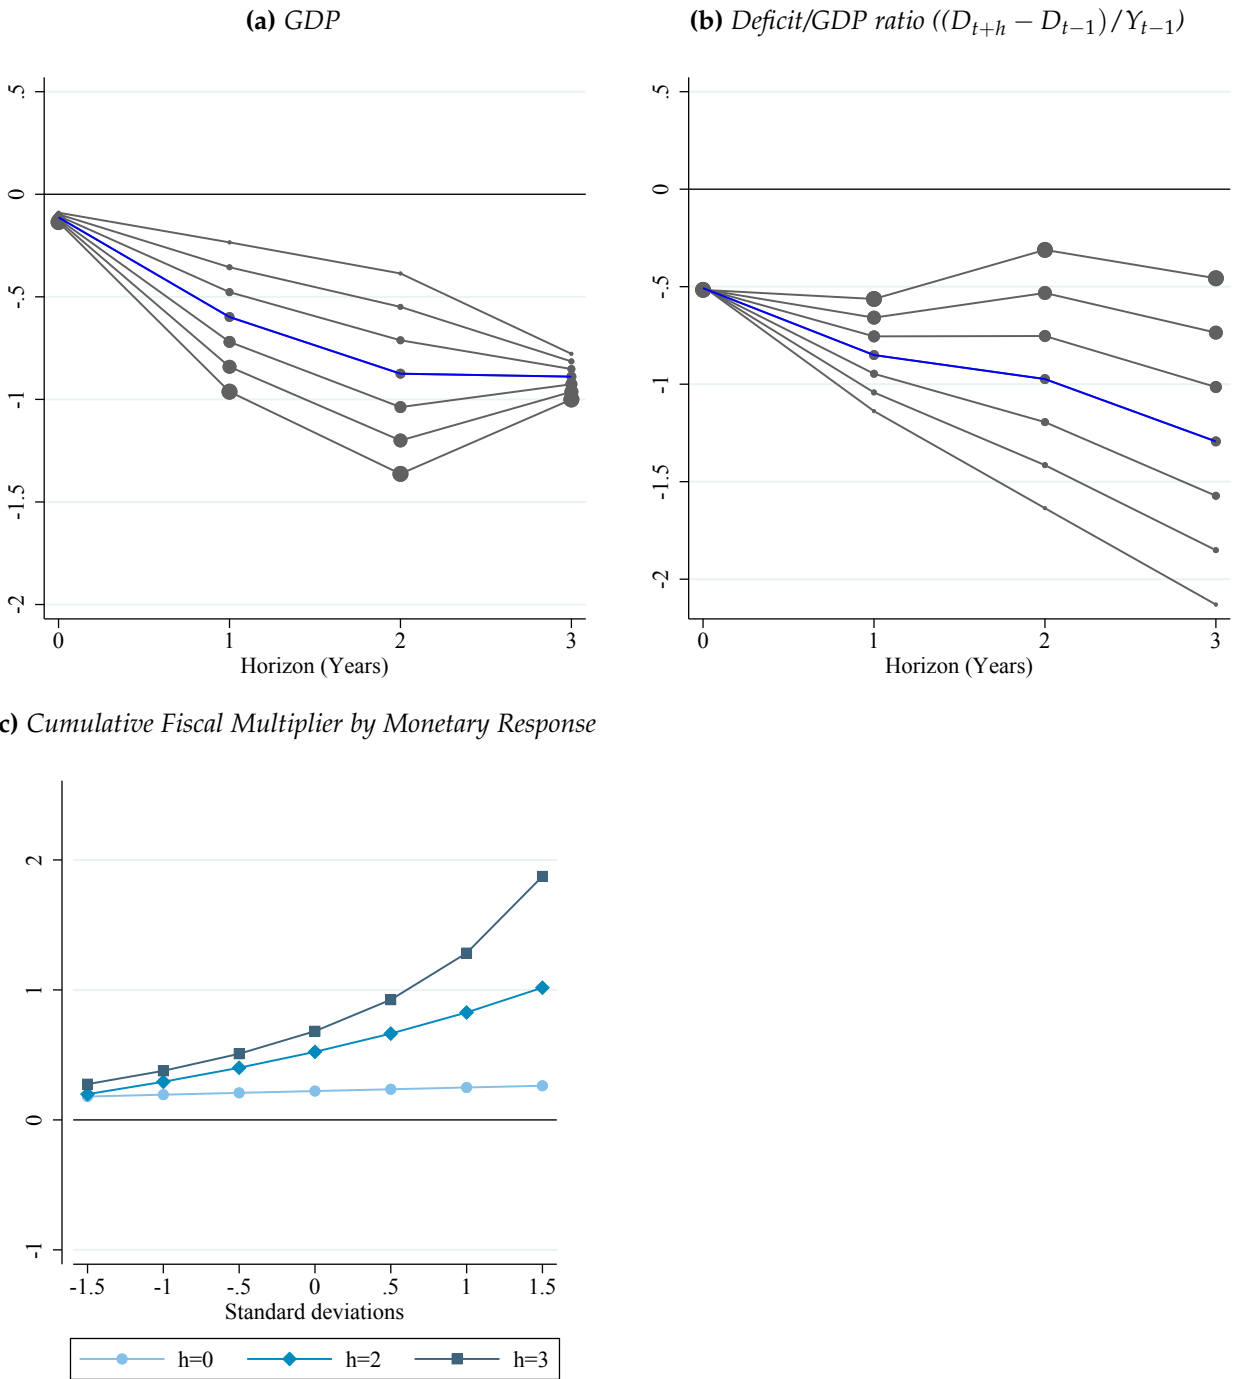 (a) GDP
(b) Deficit/GDP ratio ((D_{t+h} − D_{t−1})/Y_{t−1})
.5
0
-.5
-1
-1.5
-2
0 1 2 3
Horizon (Years)
.5
0
-.5
-1
-1.5
-2
0 1 2 3
Horizon (Years)
c) Cumulative Fiscal Multiplier by Monetary Response
2
1
0
-1
-1.5 -1 -.5 0 .5 1 1.5
Standard deviations
h=0 h=2 h=3